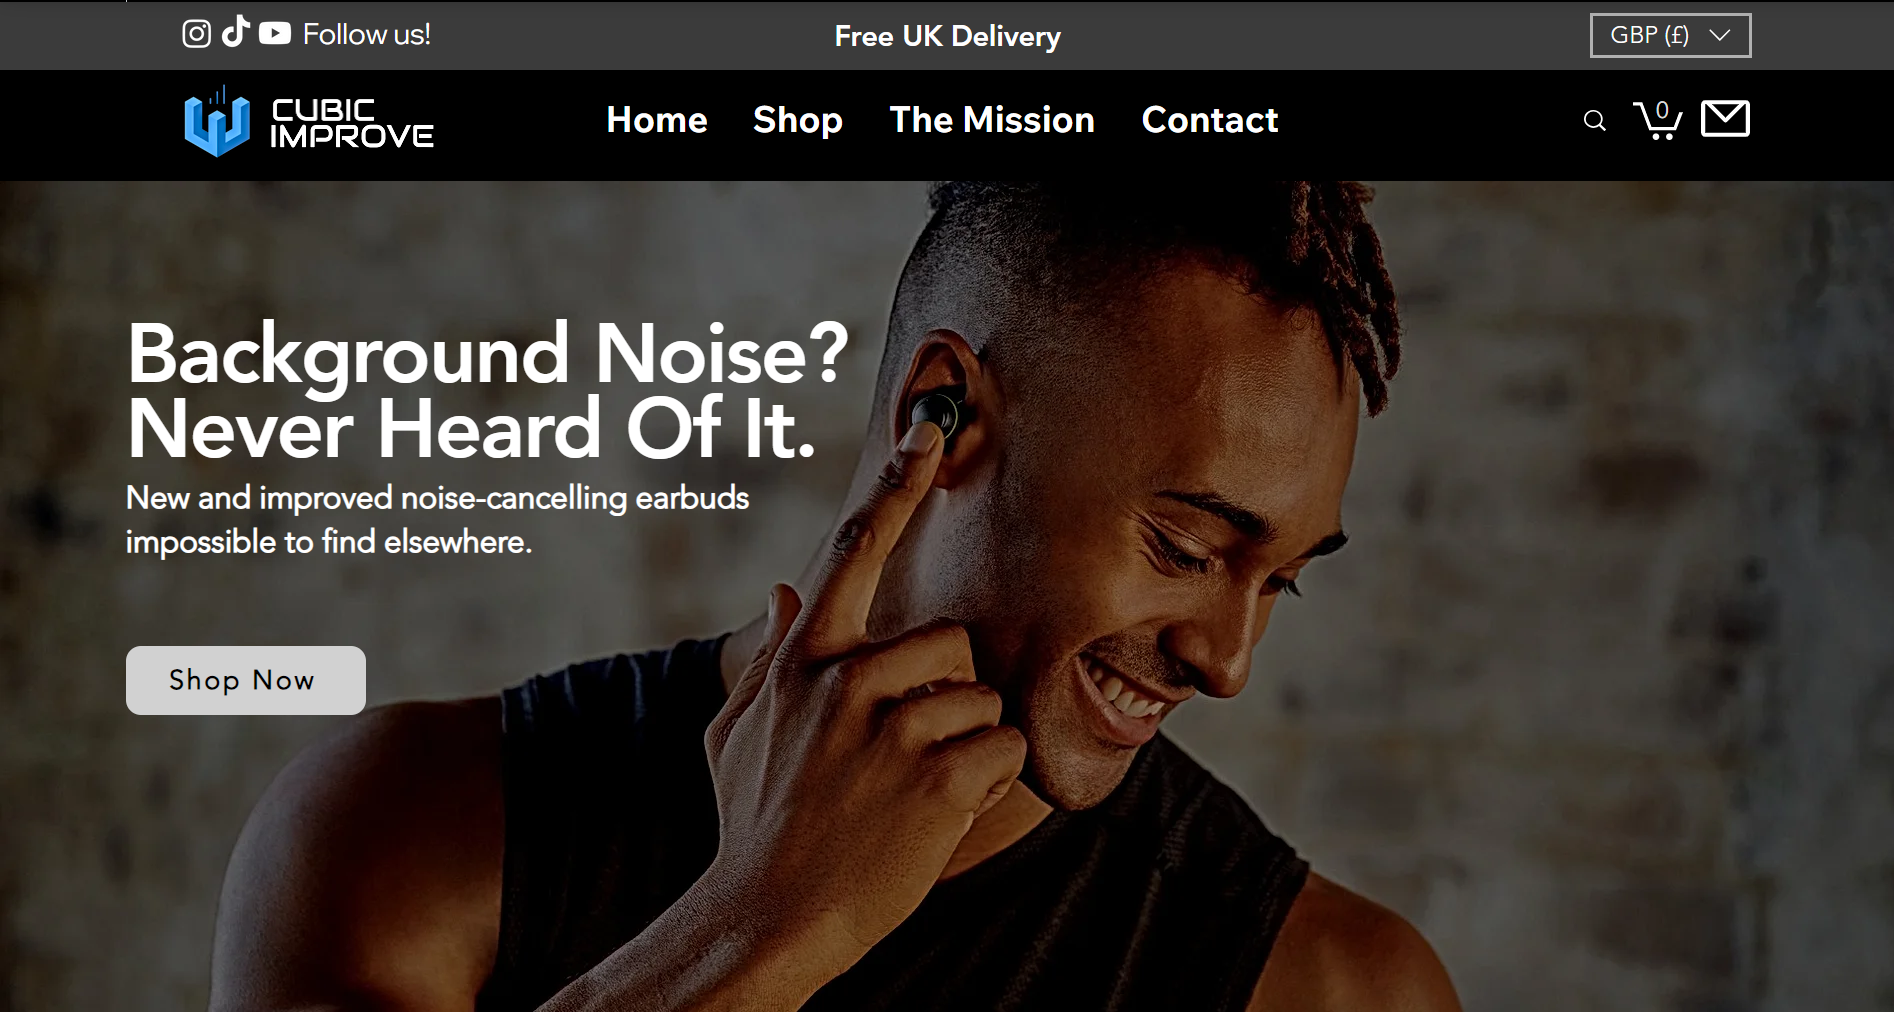 Follow us!
Free UK Delivery
GBP (£)
CUBIC
IMPROVE
Home
Shop
The Mission
Contact
0
Background Noise?
Never Heard Of It.
New and improved noise-cancelling earbuds
impossible to find elsewhere.
Shop Now